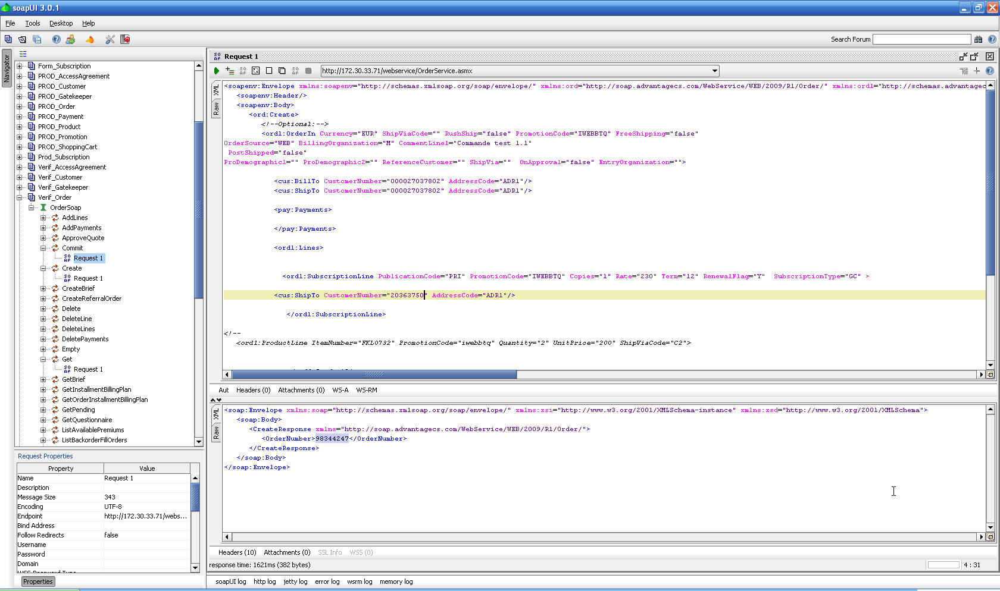 soapUI 3.0.1
File Tools Desktop Help
Search Forum
Navigator
Form_Subscription
PROD_AccessAgreement
PROD_Customer
PROD_Gatekeeper
PROD_Order
PROD_Payment
PROD_Product
PROD_Promotion
PROD_ShoppingCart
Prod_Subscription
Verif_AccessAgreement
Verif_Customer
Verif_Gatekeeper
Verif_Order
OrderSoap
AddLines
AddPayments
ApproveQuote
Commit
Request 1
Create
Request 1
CreateBrief
CreateReferralOrder
Delete
DeleteLine
DeleteLines
DeletePayments
Empty
Get
Request 1
GetBrief
GetInstallmentBillingPlan
GetOrderInstallmentBillingPlan
GetPending
GetQuestionnaire
ListAvailablePremiums
ListBackorderFillOrders
Request Properties
Property Value
Name Request 1
Description
Message Size 343
Encoding UTF-8
Endpoint http://172.30.33.71/webs...
Bind Address
Follow Redirects false
Username
Password
Domain
WSS-Password Type
Properties
Request 1
http://172.30.33.71/webservice/OrderService.asmx
XML
Raw
<soapenv:Envelope xmlns:soapenv="http://schemas.xmlsoap.org/soap/envelope/" xmlns:ord="http://soap.advantagecs.com/WebService/WEB/2009/R1/Order/" xmlns:ord1="http://schemas.advantagec
<soapenv:Header/>
<soapenv:Body>
<ord:Create>
<!--Optional:-->
<ord1:OrderIn Currency="EUR" ShipViaCode="" RushShip="false" PromotionCode="IWEBBTQ" FreeShipping="false"
OrderSource="WEB" BillingOrganization="M" CommentLine1="Commande test 1.1"
PostShipped="false"
ProDemographic1="" ProDemographic2="" ReferenceCustomer="" ShipVia="" OnApproval="false" EntryOrganization="">
<cus:BillTo CustomerNumber="000027037802" AddressCode="ADR1"/>
<cus:ShipTo CustomerNumber="000027037802" AddressCode="ADR1"/>
<pay:Payments>
</pay:Payments>
<ord1:Lines>
<ord1:SubscriptionLine PublicationCode="PRI" PromotionCode="IWEBBTQ" Copies="1" Rate="230" Term="12" RenewalFlag="Y" SubscriptionType="GC" >
<cus:ShipTo CustomerNumber="20363750" AddressCode="ADR1"/>
</ord1:SubscriptionLine>
<!--
<ord1:ProductLine ItemNumber="FKL0732" PromotionCode="iwebbtq" Quantity="2" UnitPrice="200" ShipViaCode="C2">
Aut Headers (0) Attachments (0) WS-A WS-RM
XML
Raw
<soap:Envelope xmlns:soap="http://schemas.xmlsoap.org/soap/envelope/" xmlns:xsi="http://www.w3.org/2001/XMLSchema-instance" xmlns:xsd="http://www.w3.org/2001/XMLSchema">
<soap:Body>
<CreateResponse xmlns="http://soap.advantagecs.com/WebService/WEB/2009/R1/Order/">
<OrderNumber>98344247</OrderNumber>
</CreateResponse>
</soap:Body>
</soap:Envelope>
Headers (10) Attachments (0) SSL Info WSS (0)
response time: 1621ms (382 bytes)
4 : 31
soapUI log http log jetty log error log wsrm log memory log